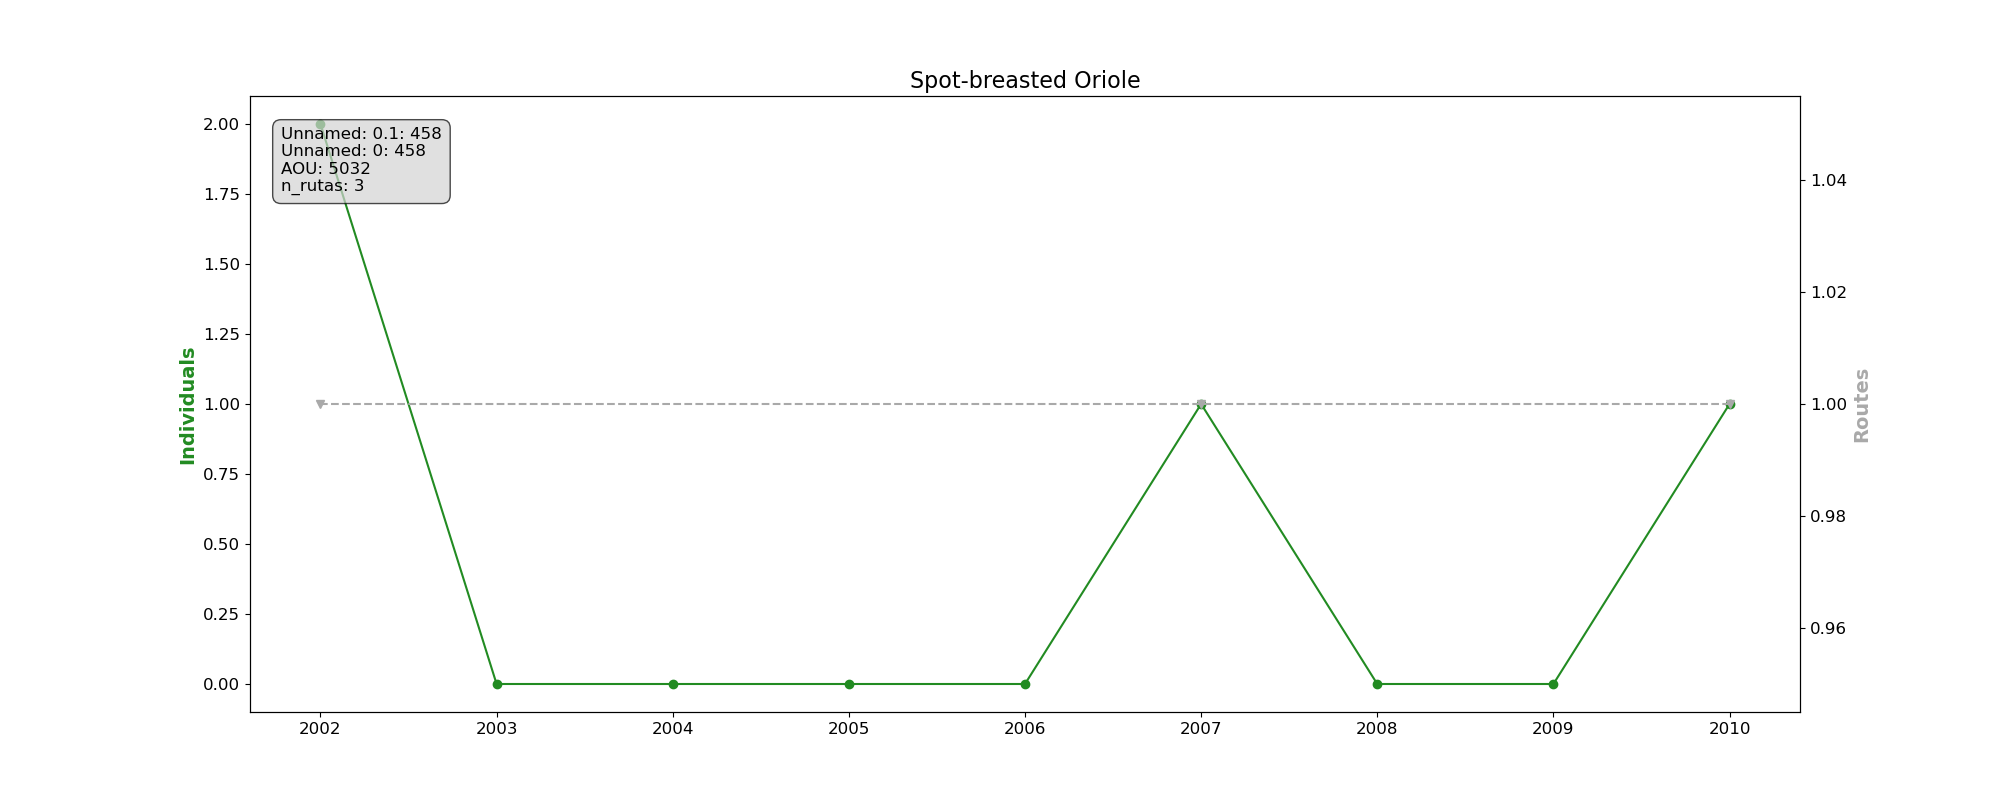 Spot-breasted Oriole
2.00
1.75
1.50
1.25
1.00
0.75
0.50
0.25
0.00
Individuals
Unnamed: 0.1: 458
Unnamed: 0: 458
AOU: 5032
n_rutas: 3
1.04
1.02
1.00
0.98
0.96
Routes
2002 2003 2004 2005 2006 2007 2008 2009 2010